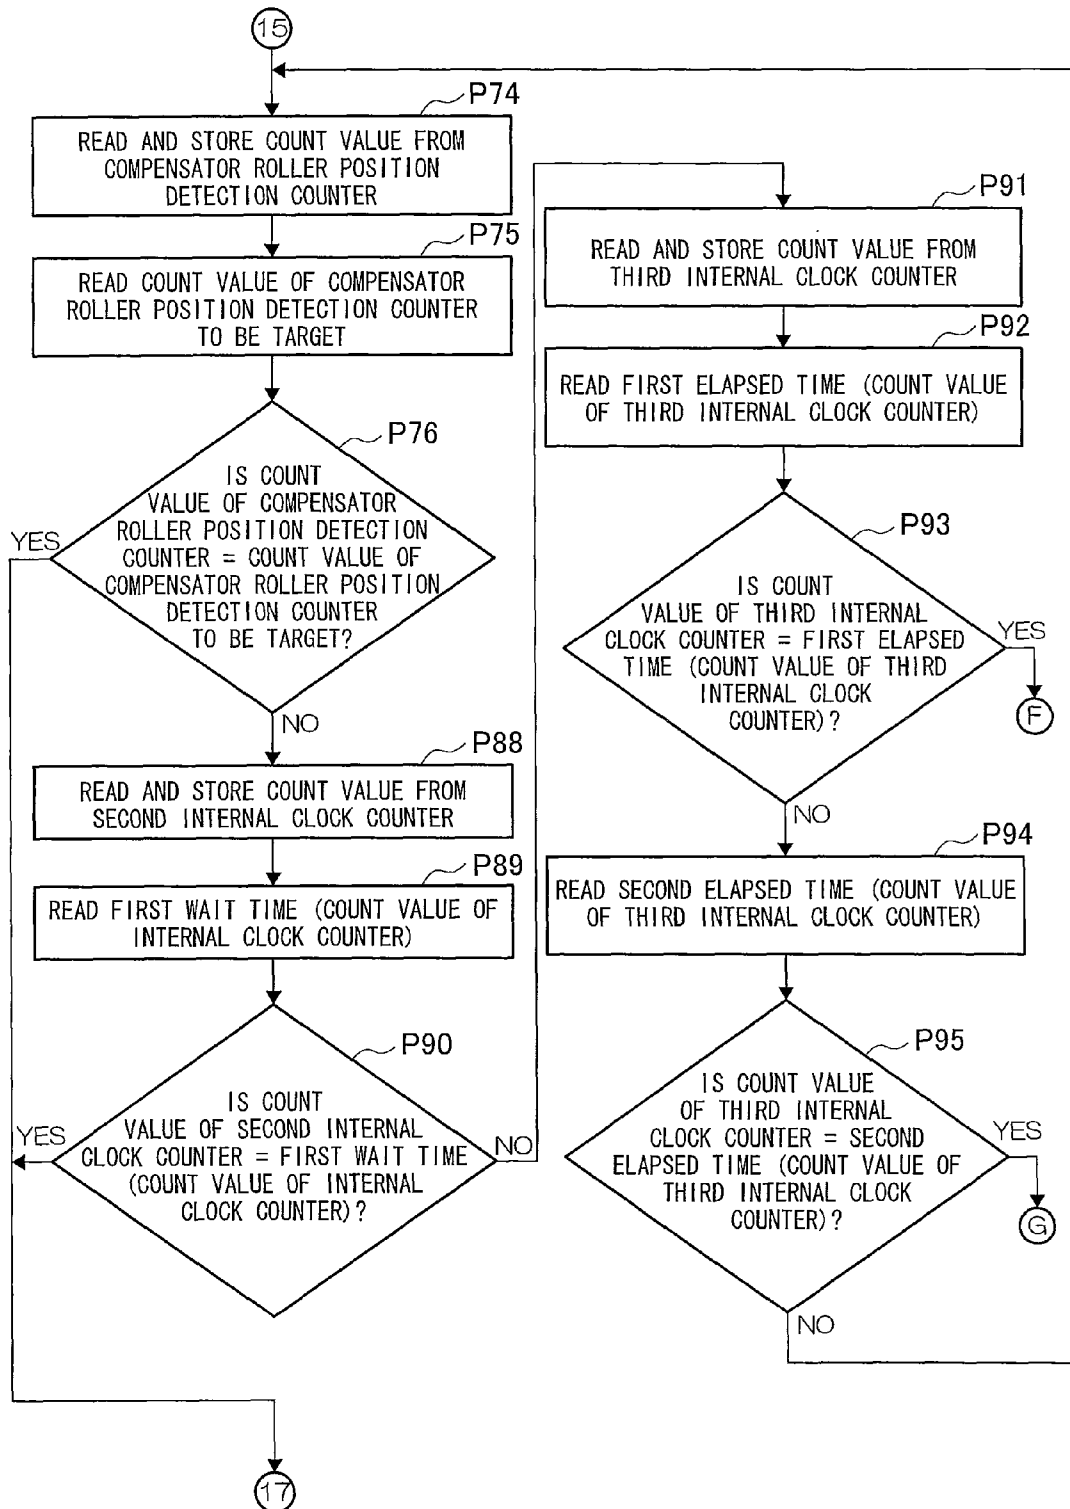 15
P74
READ AND STORE COUNT VALUE FROM
COMPENSATOR ROLLER POSITION
DETECTION COUNTER
P75
READ COUNT VALUE OF COMPENSATOR
ROLLER POSITION DETECTION COUNTER
TO BE TARGET
P76
IS COUNT
VALUE OF COMPENSATOR
ROLLER POSITION DETECTION
COUNTER = COUNT VALUE OF
COMPENSATOR ROLLER POSITION
DETECTION COUNTER
TO BE TARGET?
YES
NO
P88
READ AND STORE COUNT VALUE FROM
SECOND INTERNAL CLOCK COUNTER
P89
READ FIRST WAIT TIME (COUNT VALUE OF
INTERNAL CLOCK COUNTER)
P90
IS COUNT
VALUE OF SECOND INTERNAL
CLOCK COUNTER = FIRST WAIT TIME
(COUNT VALUE OF INTERNAL
CLOCK COUNTER)?
YES
NO
17
P91
READ AND STORE COUNT VALUE FROM
THIRD INTERNAL CLOCK COUNTER
P92
READ FIRST ELAPSED TIME (COUNT VALUE
OF THIRD INTERNAL CLOCK COUNTER)
P93
IS COUNT
VALUE OF THIRD INTERNAL
CLOCK COUNTER = FIRST ELAPSED
TIME (COUNT VALUE OF THIRD
INTERNAL CLOCK
COUNTER)?
YES
F
NO
P94
READ SECOND ELAPSED TIME (COUNT VALUE
OF THIRD INTERNAL CLOCK COUNTER)
P95
IS COUNT VALUE
OF THIRD INTERNAL
CLOCK COUNTER = SECOND
ELAPSED TIME (COUNT VALUE OF
THIRD INTERNAL CLOCK
COUNTER)?
YES
G
NO